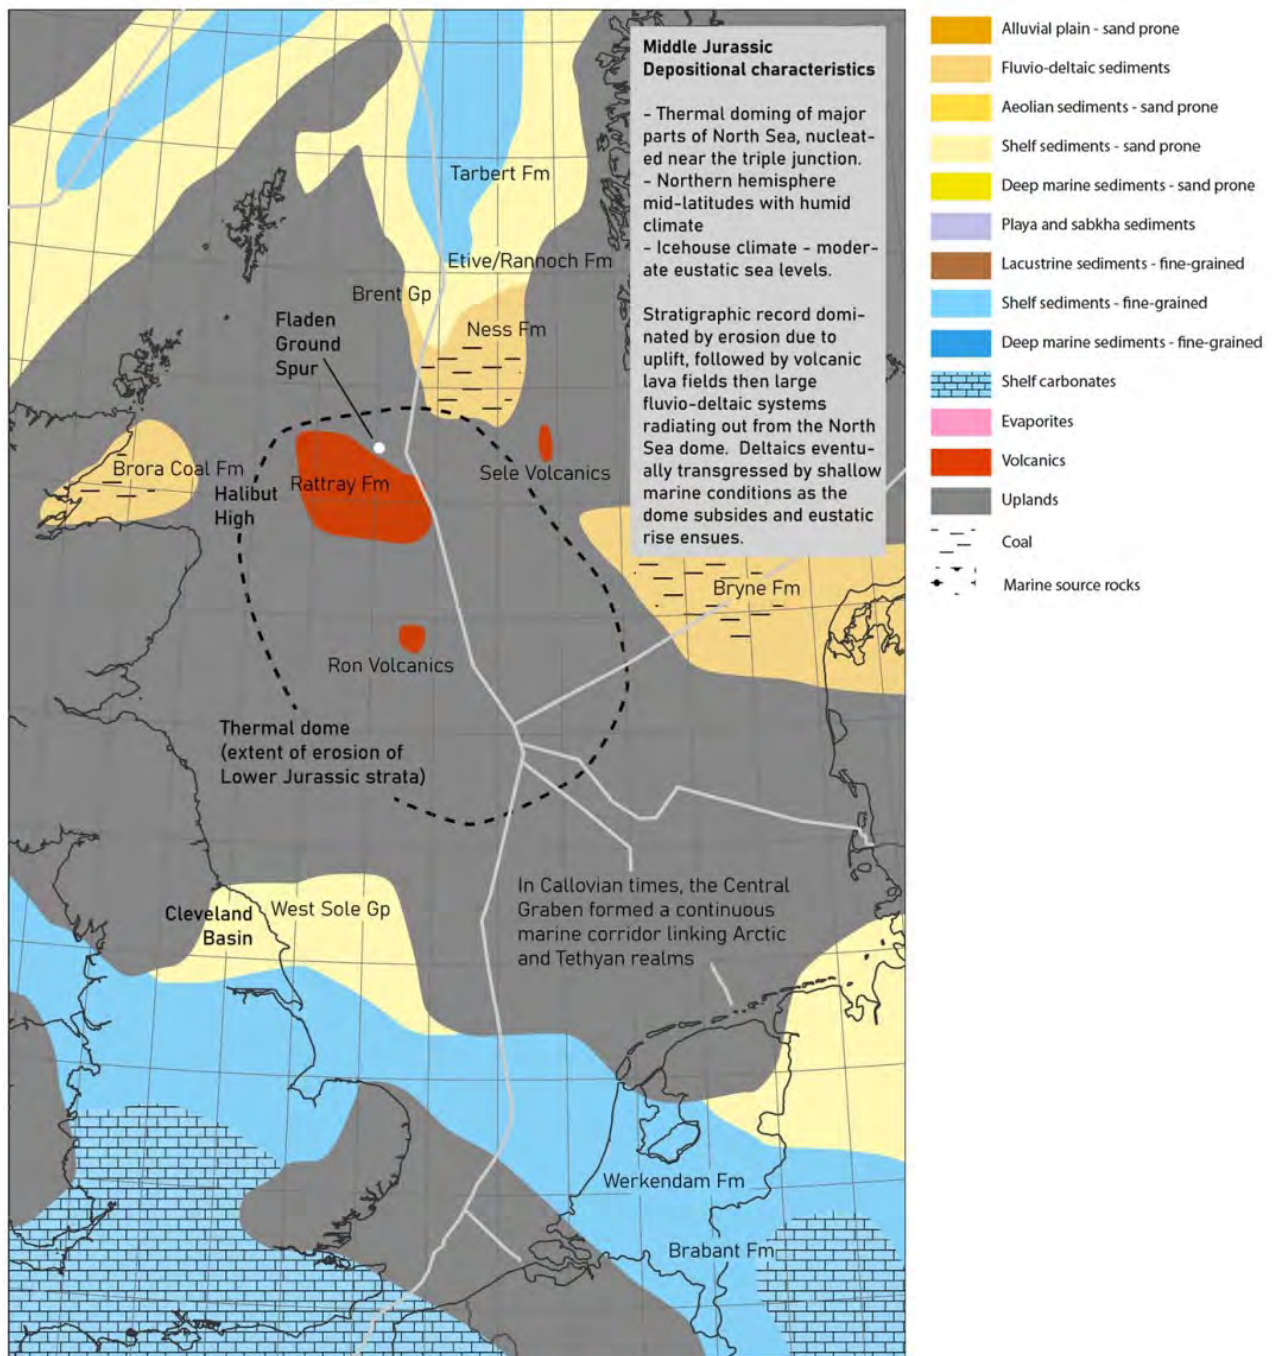 Middle Jurassic
Depositional characteristics
- Thermal doming of major
parts of North Sea, nucleat-
ed near the triple junction.
- Northern hemisphere
mid-latitudes with humid
climate
- Icehouse climate - moder-
ate eustatic sea levels.
Stratigraphic record domi-
nated by erosion due to
uplift, followed by volcanic
lava fields then large
fluvio-deltaic systems
radiating out from the North
Sea dome. Deltaics eventu-
ally transgressed by shallow
marine conditions as the
dome subsides and eustatic
rise ensues.
Tarbert Fm
Etive/Rannoch Fm
Brent Gp
Ness Fm
Fladen
Ground
Spur
Brora Coal Fm
Halibut
High
Rattray Fm
Sele Volcanics
Bryne Fm
Ron Volcanics
Thermal dome
(extent of erosion of
Lower Jurassic strata)
In Callovian times, the Central
Graben formed a continuous
marine corridor linking Arctic
and Tethyan realms
Cleveland
Basin
West Sole Gp
Werkendam Fm
Brabant Fm
Alluvial plain - sand prone
Fluvio-deltaic sediments
Aeolian sediments - sand prone
Shelf sediments - sand prone
Deep marine sediments - sand prone
Playa and sabkha sediments
Lacustrine sediments - fine-grained
Shelf sediments - fine-grained
Deep marine sediments - fine-grained
Shelf carbonates
Evaporites
Volcanics
Uplands
Coal
Marine source rocks